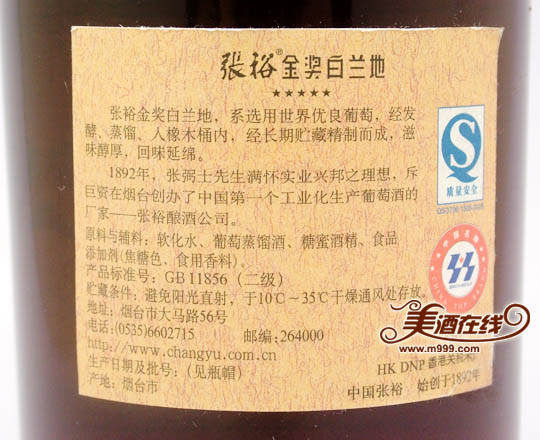 张裕®金奖白兰地
★★★★★
张裕金奖白兰地，系选用世界优良葡萄，经发
酵、蒸馏、人橡木桶内，经长期贮藏精制而成，滋
味醇厚，回味延绵。
1892年，张弼士先生满怀实业兴邦之理想，斥
巨资在烟台创办了中国第一个工业化生产葡萄酒的
厂家——张裕酿酒公司。
原料与辅料：软化水、葡萄蒸馏酒、糖蜜酒精、食品
添加剂(焦糖色、食用香料)。
产品标准号：GB 11856（二级）
贮藏条件：避免阳光直射，于10℃～35℃干燥通风处存放。
地址：烟台市大马路56号
电话:(0535)6602715 邮编:264000
www.changyu.com.cn
生产日期及批号：(见瓶帽)
产地：烟台市
质量安全
HK DNP 香港关税未
中国张裕 始创于1892年
美酒在线
www.m999.com